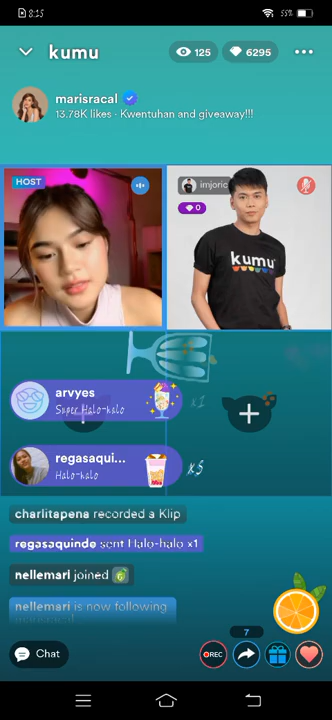 8:15
55%
kumu
125
6295
marisracal
13.78K likes · Kwentuhan and giveaway!!!
HOST
imjoric
0
kumu
arvyes
Super Halo-halo
x1
regasaqui...
Halo-halo
x5
charlitapena recorded a Klip
regasaquinde sent Halo-halo x1
nellemari joined
nellemari is now following
7
Chat
REC